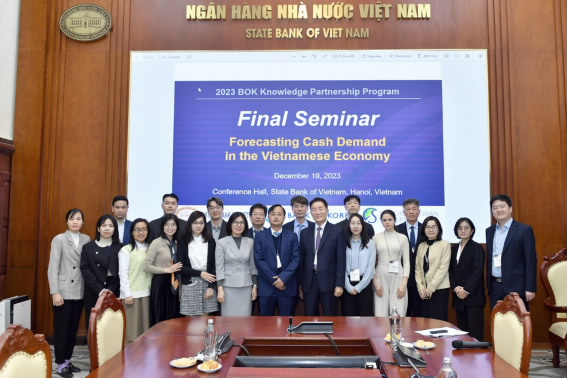 NGÂN HÀNG NHÀ NƯỚC VIỆT NAM
STATE BANK OF VIET NAM
2023 BOK Knowledge Partnership Program
Final Seminar
Forecasting Cash Demand
in the Vietnamese Economy
December 19, 2023
Conference Hall, State Bank of Vietnam, Hanoi, Vietnam